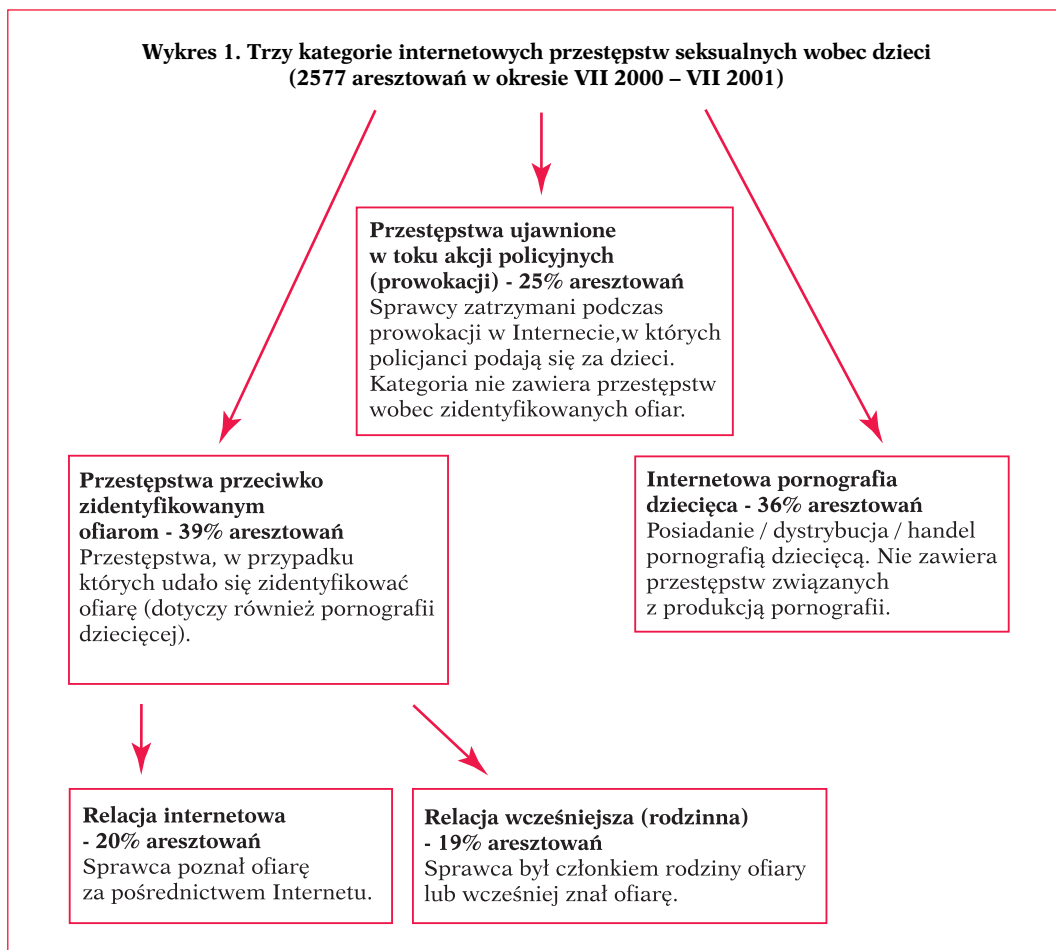 Wykres 1. Trzy kategorie internetowych przestępstw seksualnych wobec dzieci
(2577 aresztowań w okresie VII 2000 – VII 2001)
Przestępstwa ujawnione
w toku akcji policyjnych
(prowokacji) - 25% aresztowań
Sprawcy zatrzymani podczas
prowokacji w Internecie,w których
policjanci podają się za dzieci.
Kategoria nie zawiera przestępstw
wobec zidentyfikowanych ofiar.
Przestępstwa przeciwko
zidentyfikowanym
ofiarom - 39% aresztowań
Przestępstwa, w przypadku
których udało się zidentyfikować
ofiarę (dotyczy również pornografii
dziecięcej).
Internetowa pornografia
dziecięca - 36% aresztowań
Posiadanie / dystrybucja / handel
pornografią dziecięcą. Nie zawiera
przestępstw związanych
z produkcją pornografii.
Relacja internetowa
- 20% aresztowań
Sprawca poznał ofiarę
za pośrednictwem Internetu.
Relacja wcześniejsza (rodzinna)
- 19% aresztowań
Sprawca był członkiem rodziny ofiary
lub wcześniej znał ofiarę.